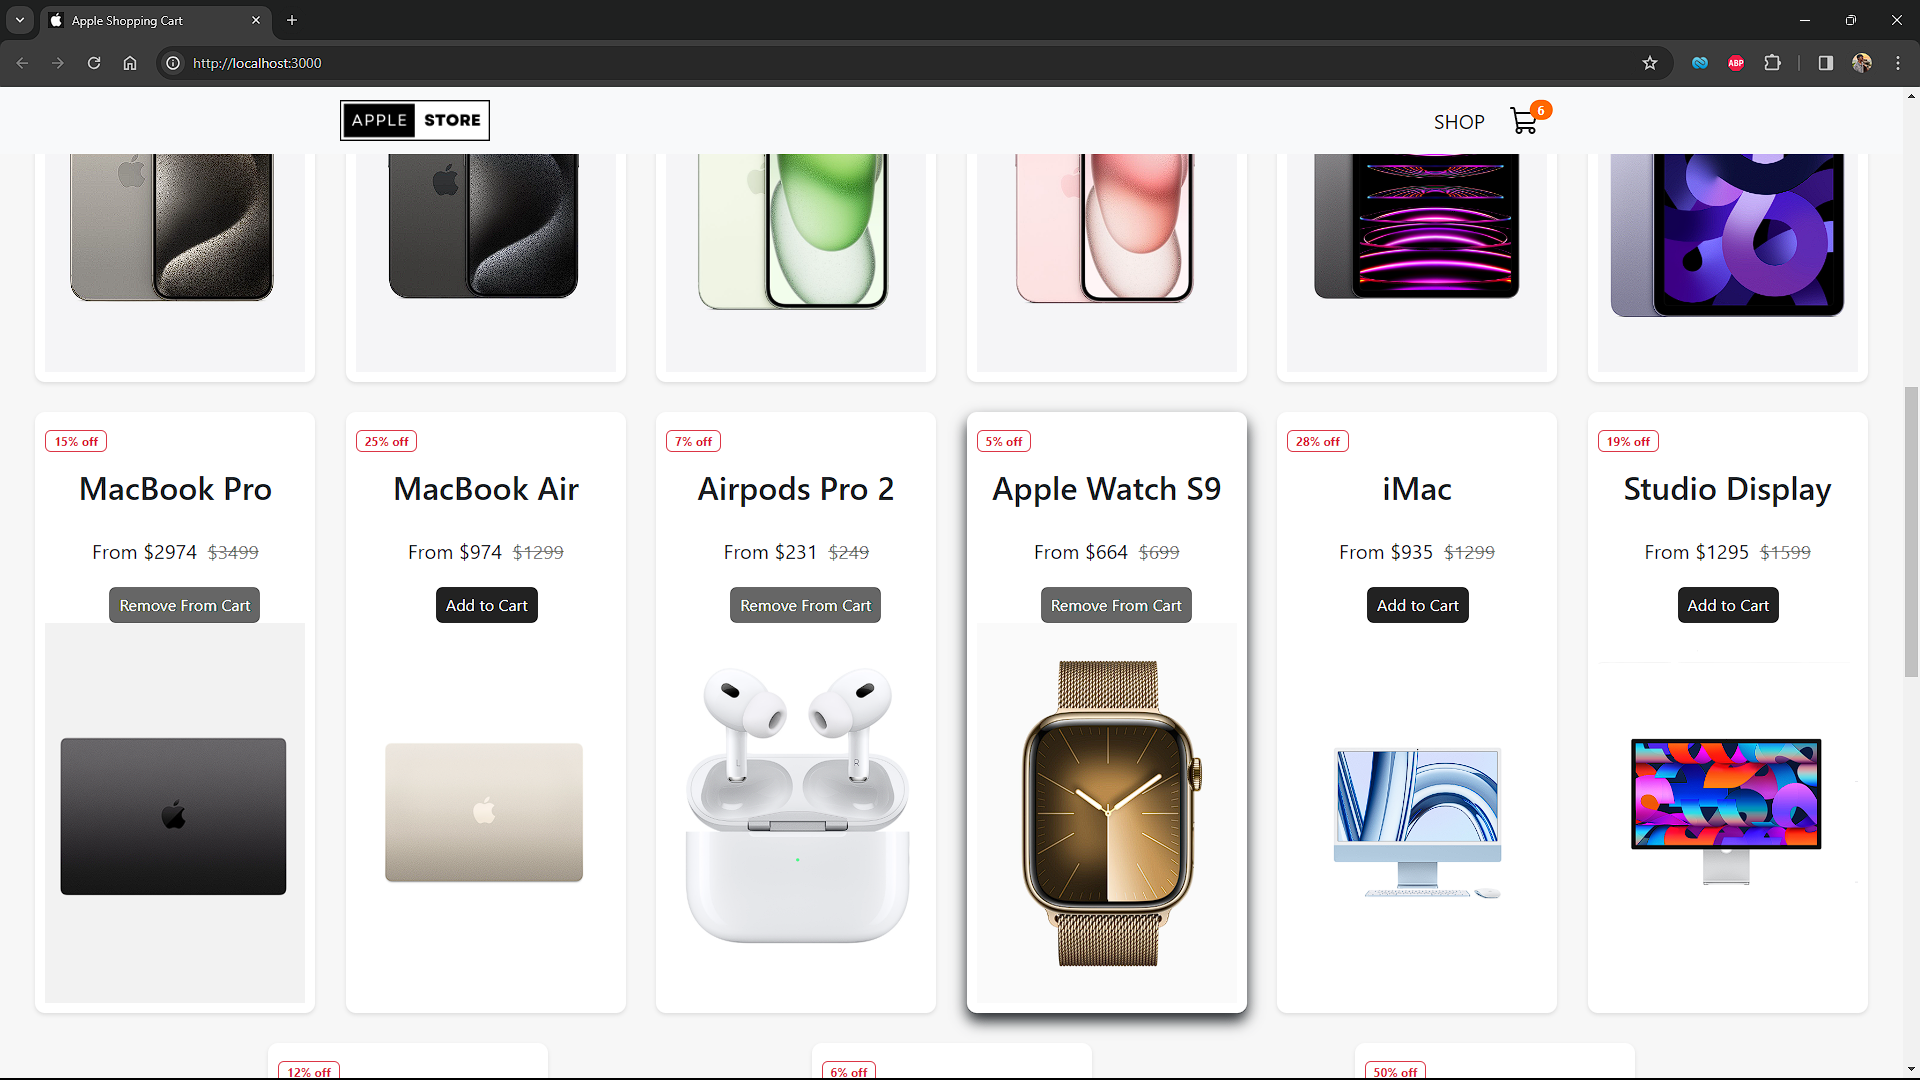 Apple Shopping Cart
http://localhost:3000
ABP
APPLE STORE
SHOP
6
15% off
MacBook Pro
From $2974 $3499
Remove From Cart
25% off
MacBook Air
From $974 $1299
Add to Cart
7% off
Airpods Pro 2
From $231 $249
Remove From Cart
L
R
5% off
Apple Watch S9
From $664 $699
Remove From Cart
28% off
iMac
From $935 $1299
Add to Cart
19% off
Studio Display
From $1295 $1599
Add to Cart
12% off
6% off
50% off